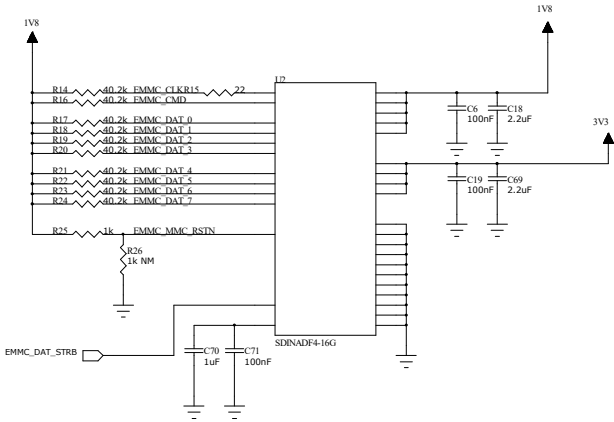 1V8
1V8
U2
R14 40.2k EMMC_CLK R15 22
R16 40.2k EMMC_CMD
C6 C18
100nF 2.2uF
R17 40.2k EMMC_DAT_0
R18 40.2k EMMC_DAT_1
3V3
R19 40.2k EMMC_DAT_2
R20 40.2k EMMC_DAT_3
R21 40.2k EMMC_DAT_4
R22 40.2k EMMC_DAT_5
C19 C69
100nF 2.2uF
R23 40.2k EMMC_DAT_6
R24 40.2k EMMC_DAT_7
R25 1k EMMC_MMC_RSTN
R26
1k NM
SDINADF4-16G
EMMC_DAT_STRB
C70 C71
1uF 100nF